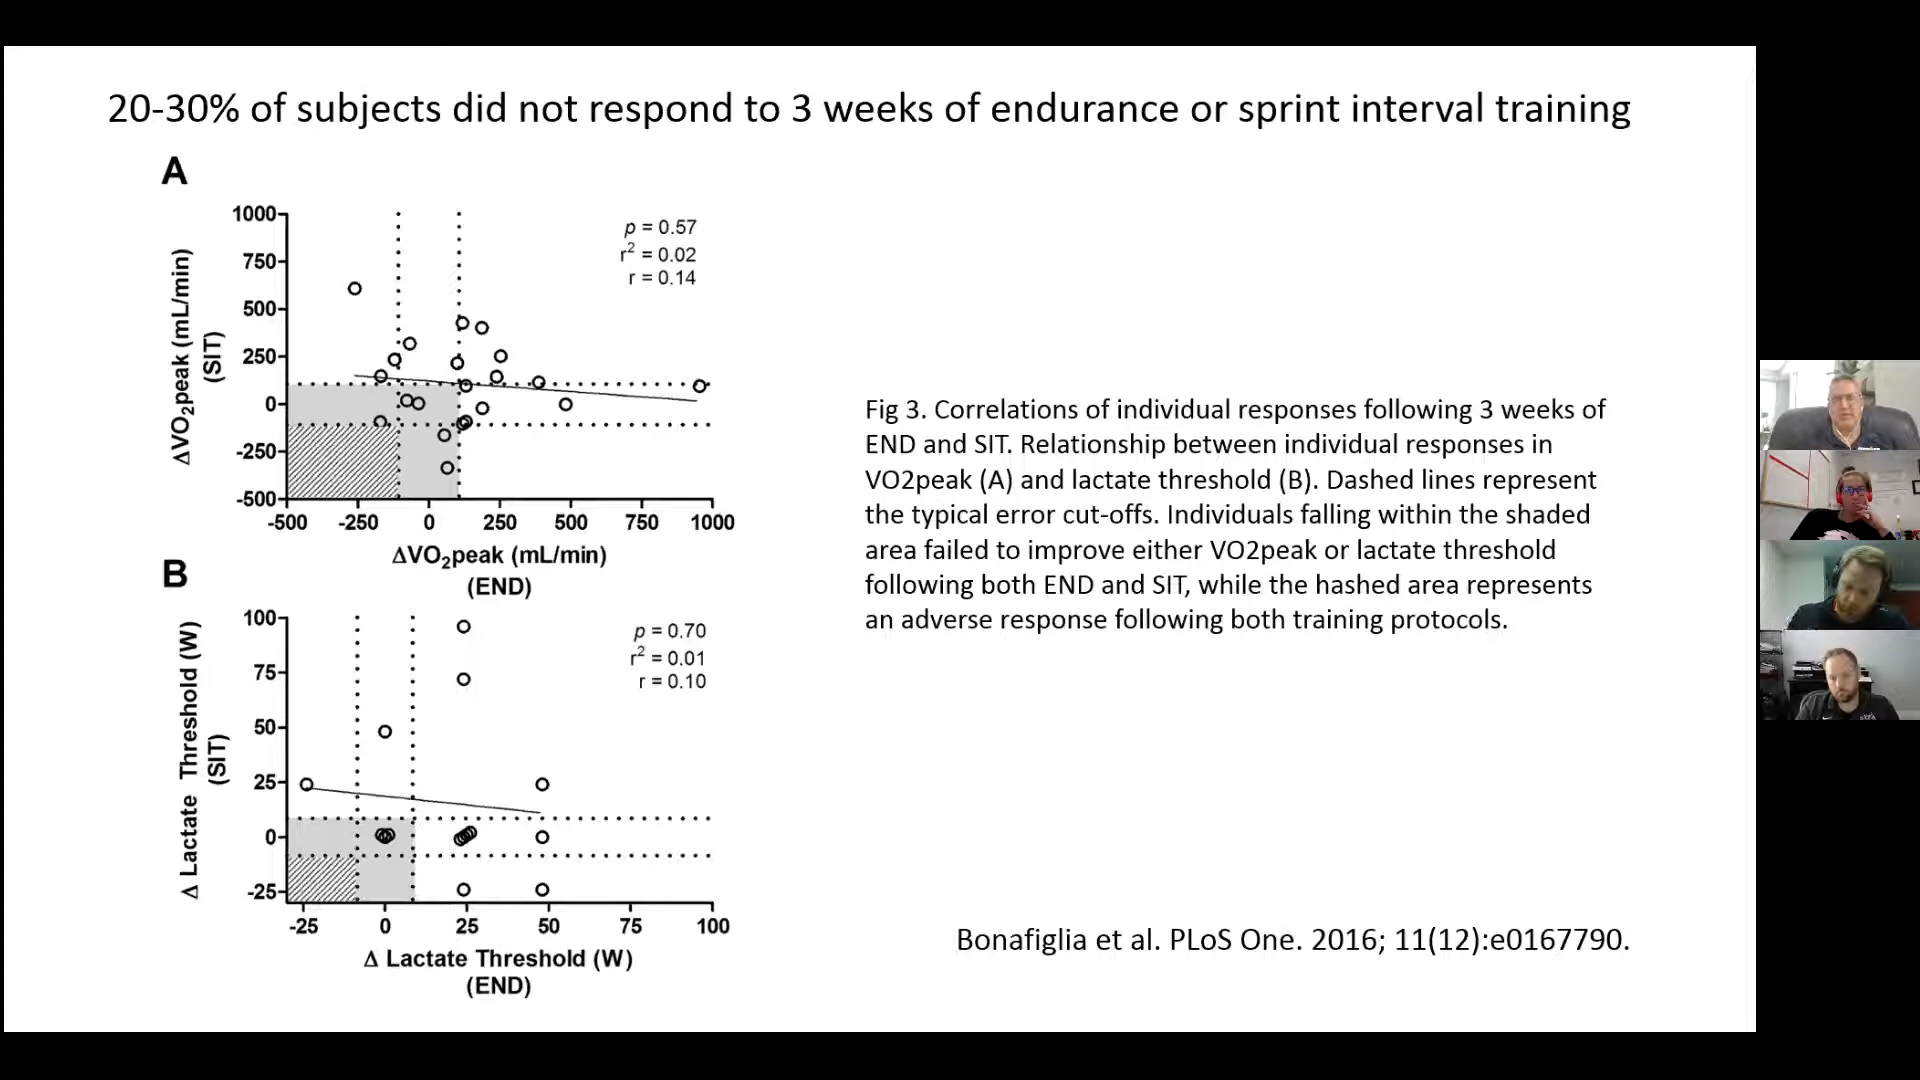 20-30% of subjects did not respond to 3 weeks of endurance or sprint interval training
A
1000
750
500
250
0
-250
-500
ΔVO2peak (mL/min)
(SIT)
p = 0.57
r2 = 0.02
r = 0.14
-500 -250 0 250 500 750 1000
ΔVO2peak (mL/min)
(END)
B
100
75
50
25
0
-25
Δ Lactate Threshold (W)
(SIT)
p = 0.70
r2 = 0.01
r = 0.10
-25 0 25 50 75 100
Δ Lactate Threshold (W)
(END)
Fig 3. Correlations of individual responses following 3 weeks of
END and SIT. Relationship between individual responses in
VO2peak (A) and lactate threshold (B). Dashed lines represent
the typical error cut-offs. Individuals falling within the shaded
area failed to improve either VO2peak or lactate threshold
following both END and SIT, while the hashed area represents
an adverse response following both training protocols.
Bonafiglia et al. PLoS One. 2016; 11(12):e0167790.